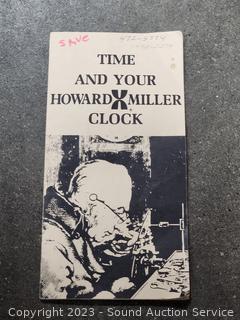 SAVE
TIME
AND YOUR
HOWARD MILLER
CLOCK
Copyright 2023 - Sound Auction Service